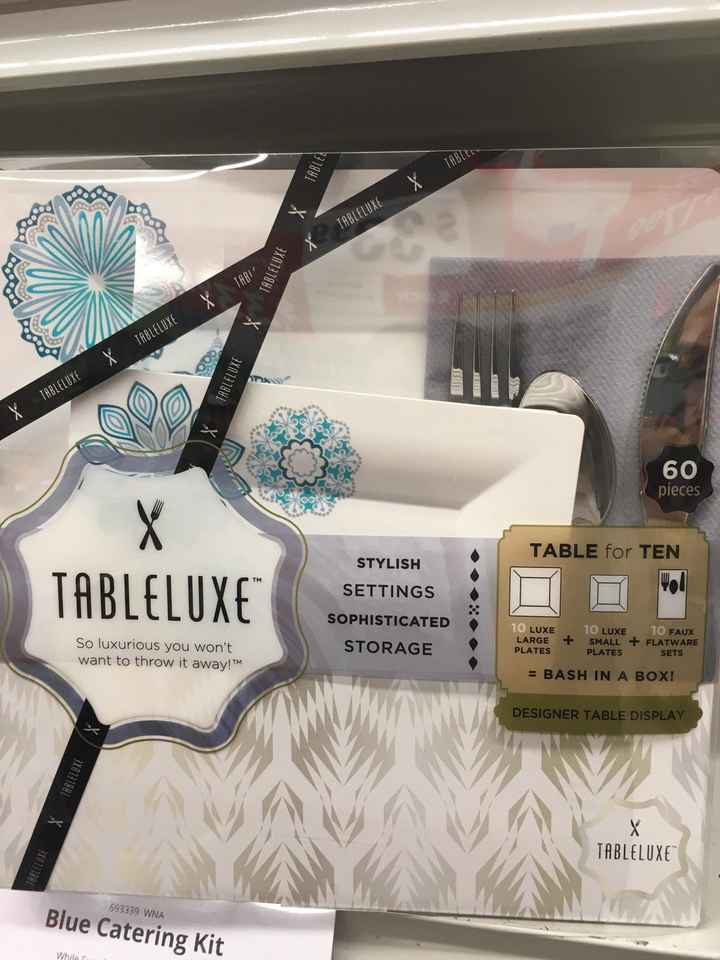 TABLELUXE
TABLELUXE
TABLELUXE
TABLELUXE
TABLELUXE
TABLELUXE
60
pieces
TABLELUXE™
So luxurious you won't
want to throw it away!™
STYLISH
SETTINGS
SOPHISTICATED
STORAGE
TABLE for TEN
10 LUXE
LARGE
PLATES
+
10 LUXE
SMALL
PLATES
+
10 FAUX
FLATWARE
SETS
= BASH IN A BOX!
DESIGNER TABLE DISPLAY
TABLELUXE
TABLELUXE
TABLELUXE™
693339 WNA
Blue Catering Kit
While